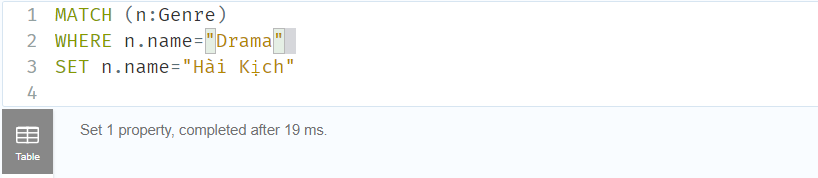 1 MATCH (n:Genre)
2 WHERE n.name="Drama"
3 SET n.name="Hài Kịch"
4
Set 1 property, completed after 19 ms.
Table